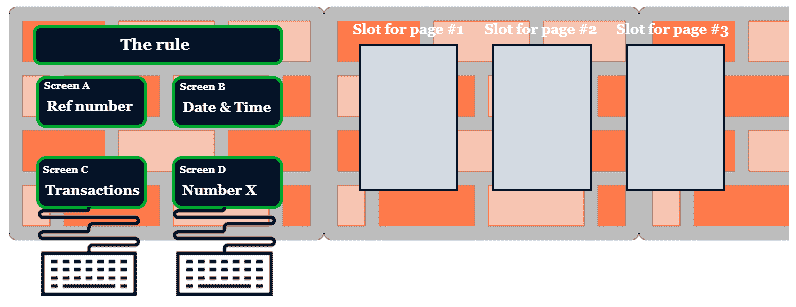 The rule
Slot for page #1
Slot for page #2
Slot for page #3
Screen A
Ref number
Screen B
Date & Time
Screen C
Transactions
Screen D
Number X